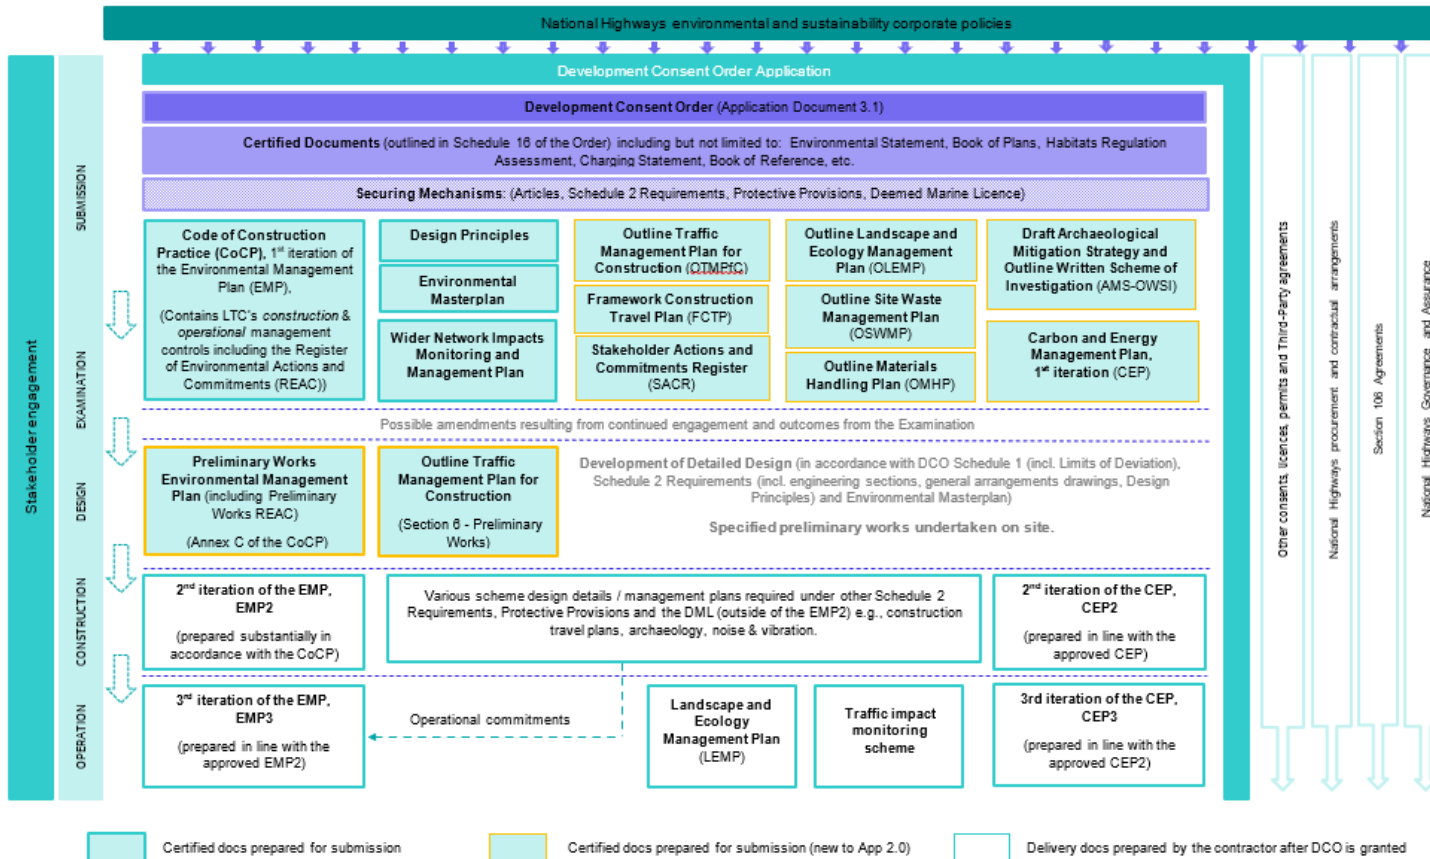 National Highways environmental and sustainability corporate policies
Development Consent Order Application
Development Consent Order (Application Document 3.1)
Certified Documents (outlined in Schedule 16 of the Order) including but not limited to: Environmental Statement, Book of Plans, Habitats Regulation
Assessment, Charging Statement, Book of Reference, etc.
Securing Mechanisms: (Articles, Schedule 2 Requirements, Protective Provisions, Deemed Marine Licence)
Stakeholder engagement
SUBMISSION
EXAMINATION
DESIGN
CONSTRUCTION
OPERATION
Code of Construction
Practice (CoCP), 1st iteration of
the Environmental Management
Plan (EMP),
(Contains LTC's construction &
operational management
controls including the Register
of Environmental Actions and
Commitments (REAC))
Design Principles
Environmental
Masterplan
Wider Network Impacts
Monitoring and
Management Plan
Outline Traffic
Management Plan for
Construction (OTMPfC)
Framework Construction
Travel Plan (FCTP)
Stakeholder Actions and
Commitments Register
(SACR)
Outline Landscape and
Ecology Management
Plan (OLEMP)
Outline Site Waste
Management Plan
(OSWMP)
Outline Materials
Handling Plan (OMHP)
Draft Archaeological
Mitigation Strategy and
Outline Written Scheme of
Investigation (AMS-OWSI)
Carbon and Energy
Management Plan,
1st iteration (CEP)
Possible amendments resulting from continued engagement and outcomes from the Examination
Preliminary Works
Environmental Management
Plan (including Preliminary
Works REAC)
(Annex C of the CoCP)
Outline Traffic
Management Plan for
Construction
(Section 6 - Preliminary
Works)
Development of Detailed Design (in accordance with DCO Schedule 1 (incl. Limits of Deviation),
Schedule 2 Requirements (incl. engineering sections, general arrangements drawings, Design
Principles) and Environmental Masterplan)
Specified preliminary works undertaken on site.
2nd iteration of the EMP,
EMP2
(prepared substantially in
accordance with the CoCP)
Various scheme design details / management plans required under other Schedule 2
Requirements, Protective Provisions and the DML (outside of the EMP2) e.g., construction
travel plans, archaeology, noise & vibration.
2nd iteration of the CEP,
CEP2
(prepared in line with the
approved CEP)
3rd iteration of the EMP,
EMP3
(prepared in line with the
approved EMP2)
Operational commitments
Landscape and
Ecology
Management Plan
(LEMP)
Traffic impact
monitoring
scheme
3rd iteration of the CEP,
CEP3
(prepared in line with the
approved CEP2)
Other consents, licences, permits and Third-Party agreements
National Highways procurement and contractual arrangements
Section 106 Agreements
National Highways Governance and Assurance
Certified docs prepared for submission
Certified docs prepared for submission (new to App 2.0)
Delivery docs prepared by the contractor after DCO is granted